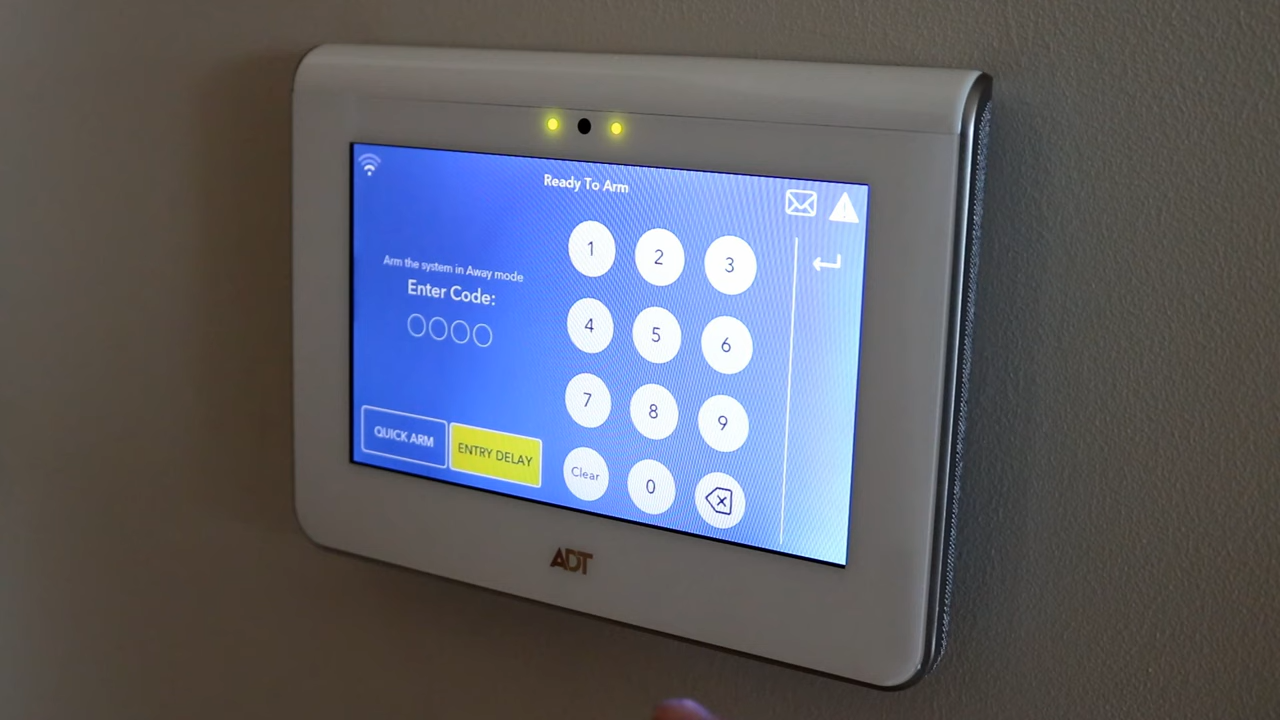 Ready To Arm
Arm the system in Away mode
Enter Code:
QUICK ARM
ENTRY DELAY
1 2 3
4 5 6
7 8 9
Clear 0
ADT